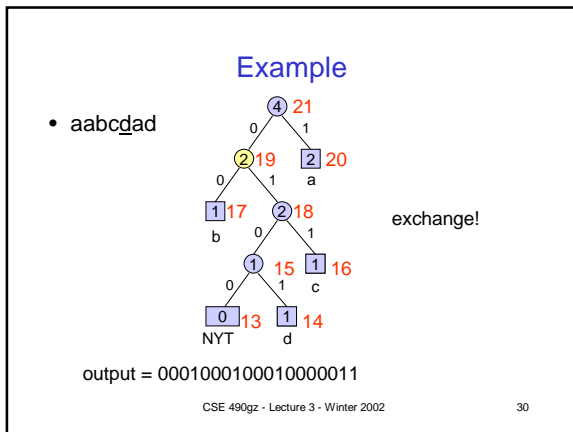 Example
• aabcdad
4 21
0 1
2 19 2 20
a
0 1
1 17 2 18
b
exchange!
0 1
1 15 1 16
c
0 1
0 13 1 14
NYT d
output = 0001000100010000011
CSE 490gz - Lecture 3 - Winter 2002 30